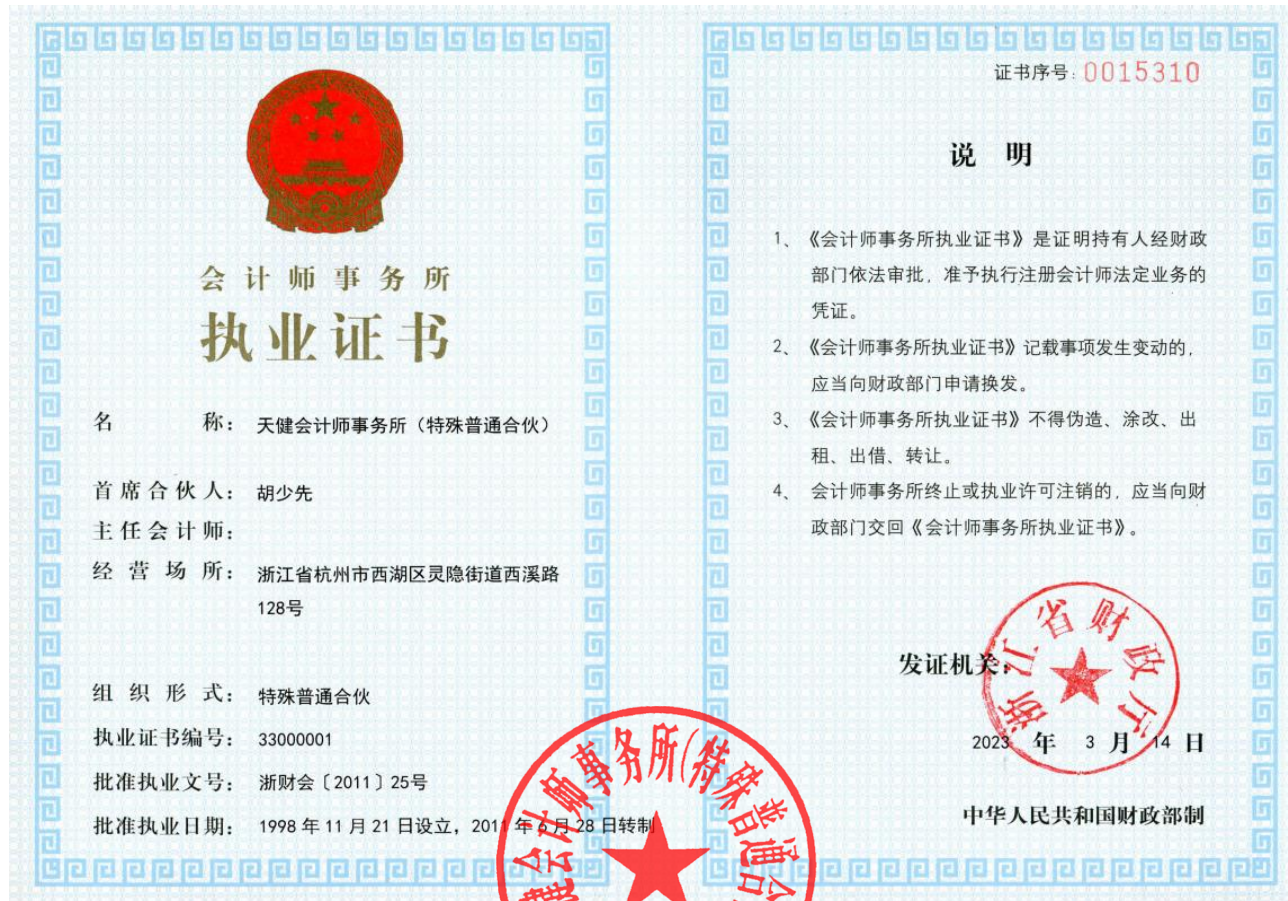 会计师事务所
执业证书
名称：天健会计师事务所（特殊普通合伙）
首席合伙人：胡少先
主任会计师：
经营场所：浙江省杭州市西湖区灵隐街道西溪路
128号
组织形式：特殊普通合伙
执业证书编号：33000001
批准执业文号：浙财会〔2011〕25号
批准执业日期：1998年11月21日设立，2011年6月28日转制
会计师事务所(特殊普通合
证书序号：0015310
说明
1、《会计师事务所执业证书》是证明持有人经财政
部门依法审批，准予执行注册会计师法定业务的
凭证。
2、《会计师事务所执业证书》记载事项发生变动的，
应当向财政部门申请换发。
3、《会计师事务所执业证书》不得伪造、涂改、出
租、出借、转让。
4、会计师事务所终止或执业许可注销的，应当向财
政部门交回《会计师事务所执业证书》。
发证机关：
浙江省财政厅
2023年3月14日
中华人民共和国财政部制